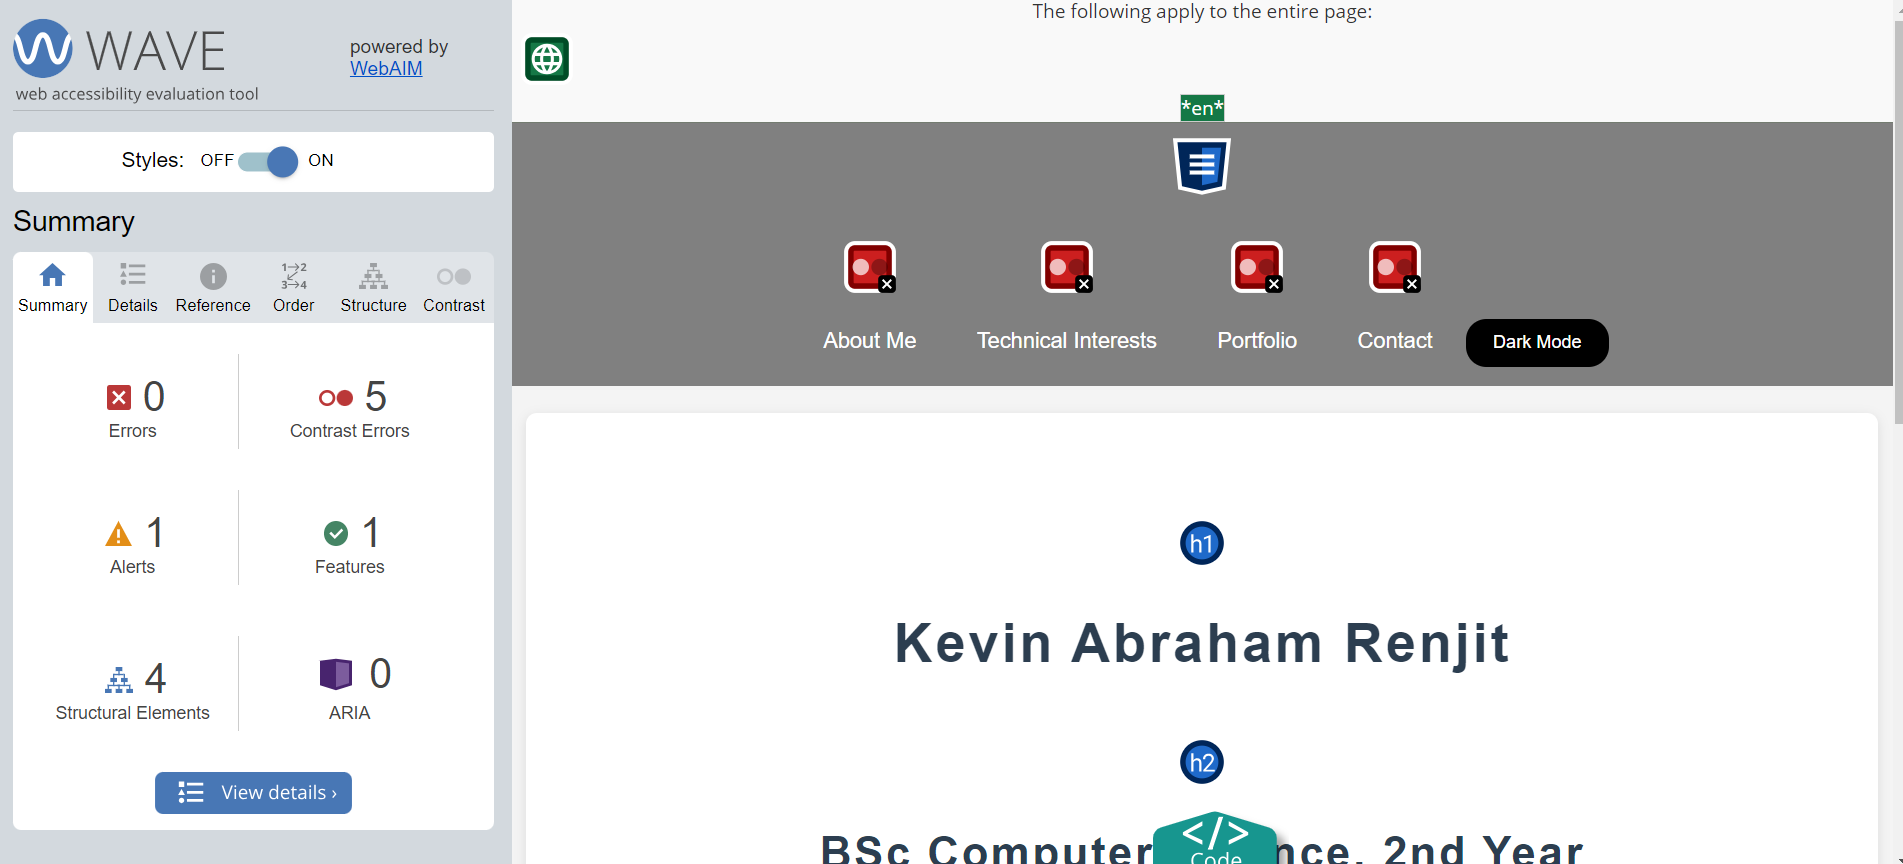 WAVE
powered by
WebAIM
web accessibility evaluation tool
Styles: OFF ON
Summary
Summary Details Reference Order Structure Contrast
0
Errors
5
Contrast Errors
1
Alerts
1
Features
4
Structural Elements
0
ARIA
View details ›
The following apply to the entire page:
*en*
About Me Technical Interests Portfolio Contact Dark Mode
h1
Kevin Abraham Renjit
h2
BSc Computer nce, 2nd Year
</> Code